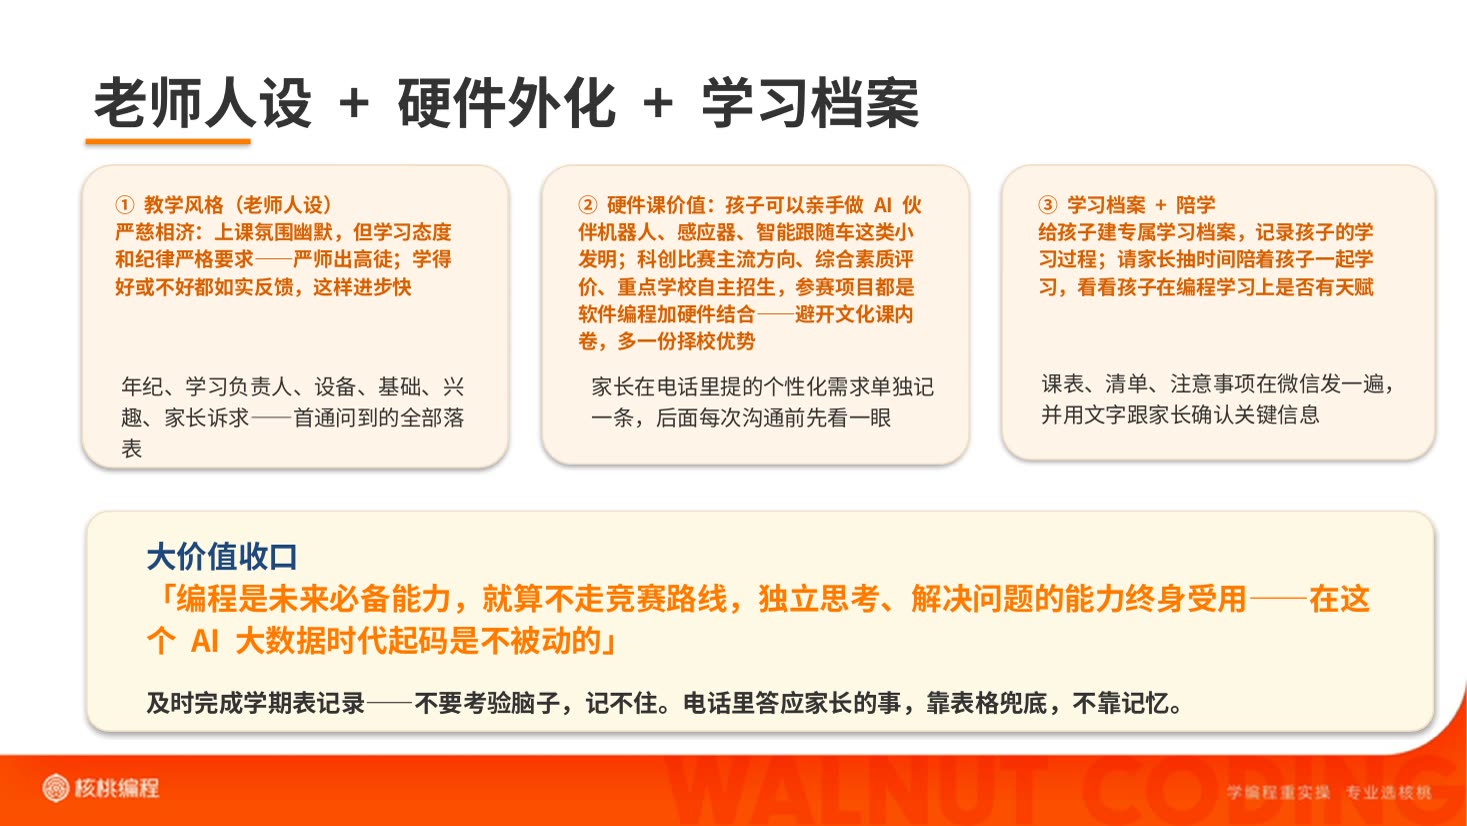 老师人设 + 硬件外化 + 学习档案
① 教学风格（老师人设）
严慈相济：上课氛围幽默，但学习态度
和纪律严格要求——严师出高徒；学得
好或不好都如实反馈，这样进步快
年纪、学习负责人、设备、基础、兴
趣、家长诉求——首通问到的全部落
表
② 硬件课价值：孩子可以亲手做 AI 伙
伴机器人、感应器、智能跟随车这类小
发明；科创比赛主流方向、综合素质评
价、重点学校自主招生，参赛项目都是
软件编程加硬件结合——避开文化课内
卷，多一份择校优势
家长在电话里提的个性化需求单独记
一条，后面每次沟通前先看一眼
③ 学习档案 + 陪学
给孩子建专属学习档案，记录孩子的学
习过程；请家长抽时间陪着孩子一起学
习，看看孩子在编程学习上是否有天赋
课表、清单、注意事项在微信发一遍，
并用文字跟家长确认关键信息
大价值收口
「编程是未来必备能力，就算不走竞赛路线，独立思考、解决问题的能力终身受用——在这
个 AI 大数据时代起码是不被动的」
及时完成学期表记录——不要考验脑子，记不住。电话里答应家长的事，靠表格兜底，不靠记忆。
核桃编程
WALNUT CODING
学编程重实操 专业选核桃